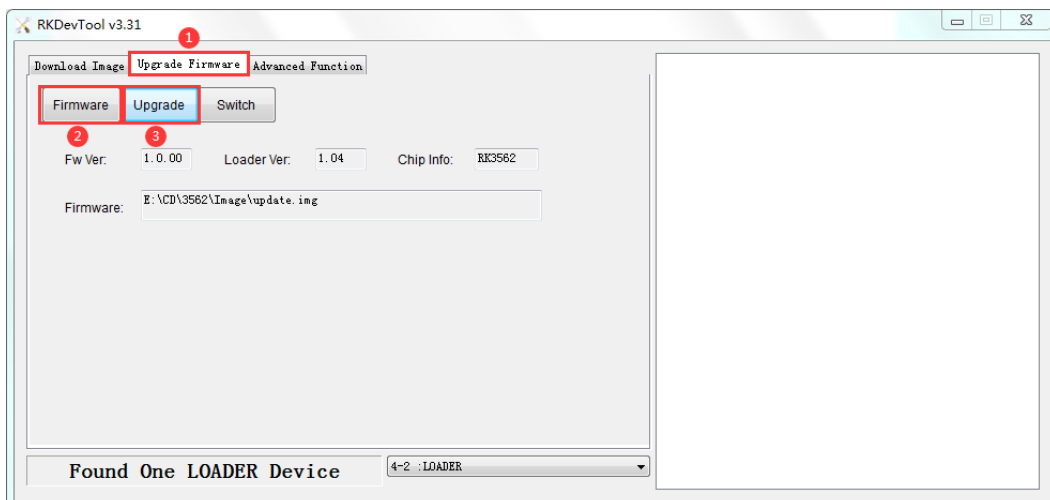 RKDevTool v3.31
1
Download Image Upgrade Firmware Advanced Function
Firmware Upgrade Switch
2 3
Fw Ver: 1.0.00 Loader Ver: 1.04 Chip Info: RK3562
Firmware: E:\CD\3562\Image\update.img
Found One LOADER Device 4-2 :LOADER